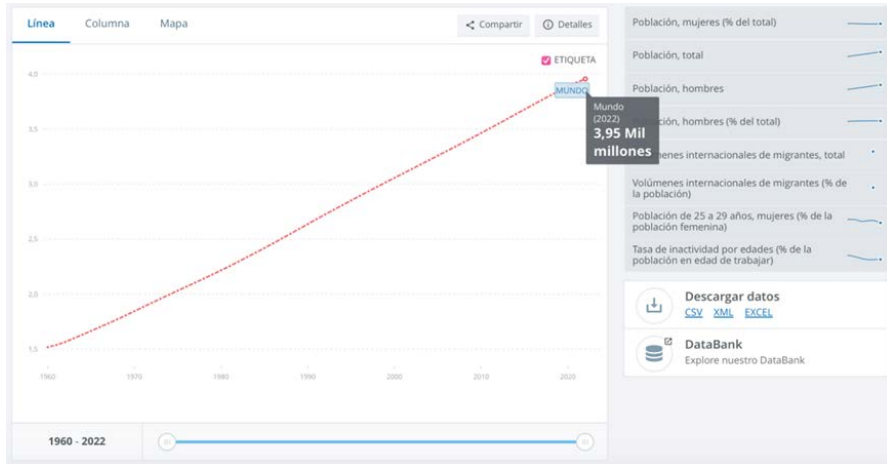 Línea Columna Mapa
Compartir Detalles
ETIQUETA
4,0
MUNDO
Mundo
(2022)
3,95 Mil
millones
3,5
3,0
2,5
2,0
1,5
1960 1970 1980 1990 2000 2010 2020
1960 - 2022
Población, mujeres (% del total)
Población, total
Población, hombres
ación, hombres (% del total)
menes internacionales de migrantes, total
Volúmenes internacionales de migrantes (% de
la población)
Población de 25 a 29 años, mujeres (% de la
población femenina)
Tasa de inactividad por edades (% de la
población en edad de trabajar)
Descargar datos
CSV XML EXCEL
DataBank
Explore nuestro DataBank